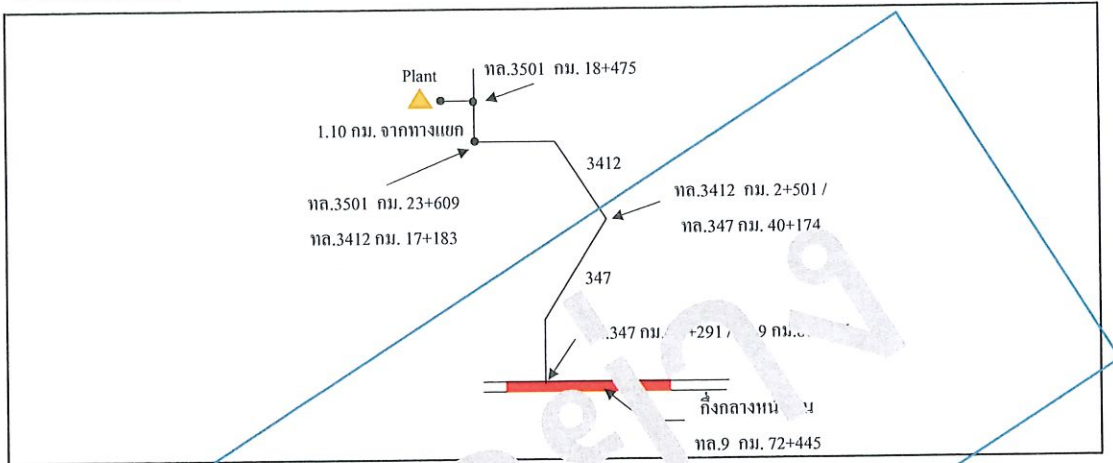 Plant
ทล.3501 กม. 18+475
1.10 กม. จากทางแยก
3412
ทล.3501 กม. 23+609
ทล.3412 กม. 17+183
ทล.3412 กม. 2+501 /
ทล.347 กม. 40+174
347
.347 กม. +291 / 9 กม.
กึ่งกลางหน
ทล.9 กม. 72+445